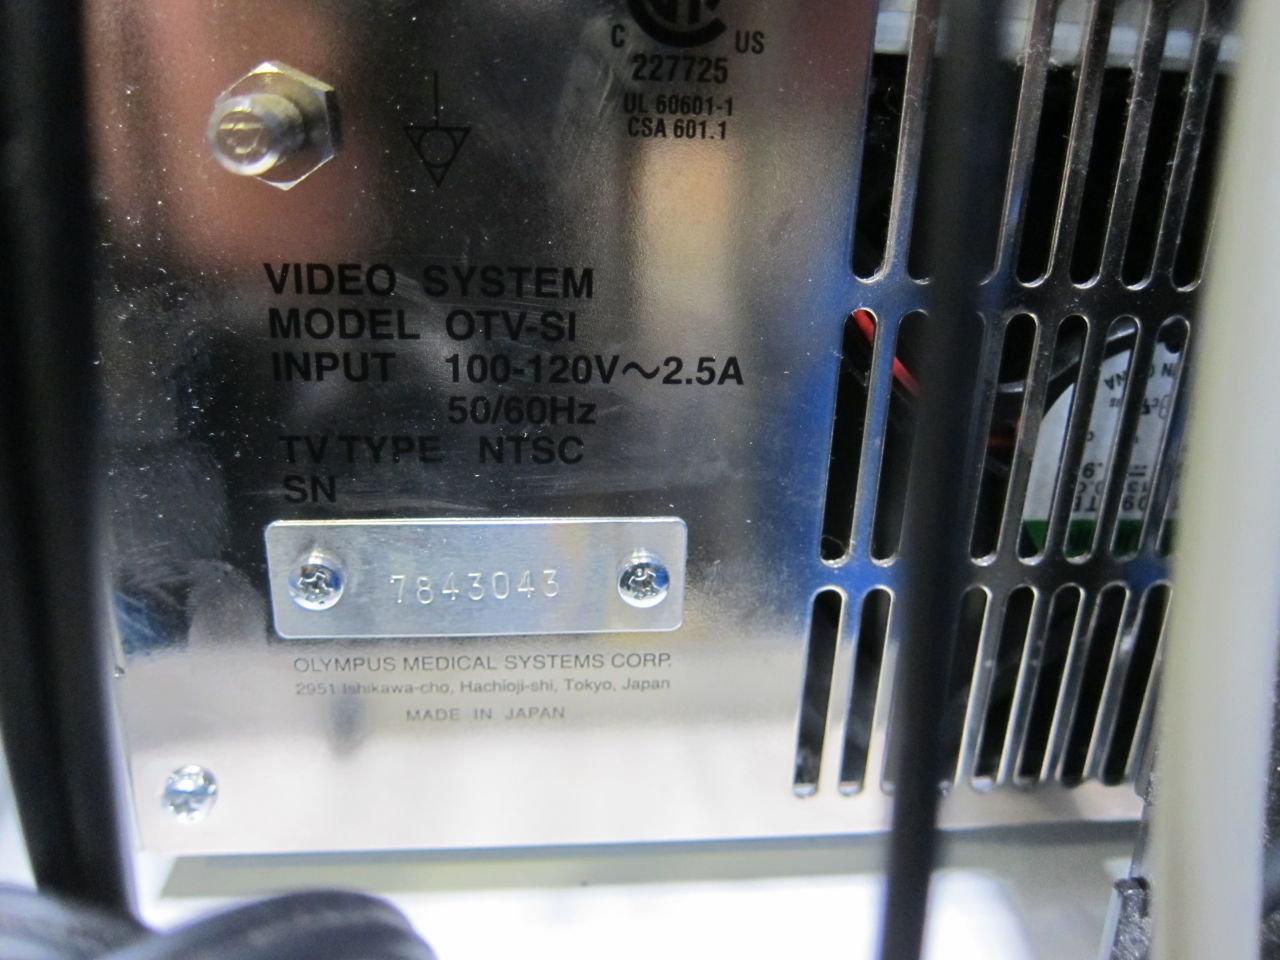 C US
227725
UL 60601-1
CSA 601.1
VIDEO SYSTEM
MODEL OTV-SI
INPUT 100-120V～2.5A
50/60Hz
TV TYPE NTSC
SN
7843043
OLYMPUS MEDICAL SYSTEMS CORP.
2951 Ishikawa-cho, Hachioji-shi, Tokyo, Japan
MADE IN JAPAN